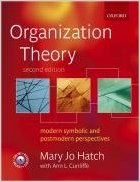 OXFORD
Organization
Theory
second edition
modern symbolic and
postmodern perspectives
Mary Jo Hatch
with Ann L. Cunliffe